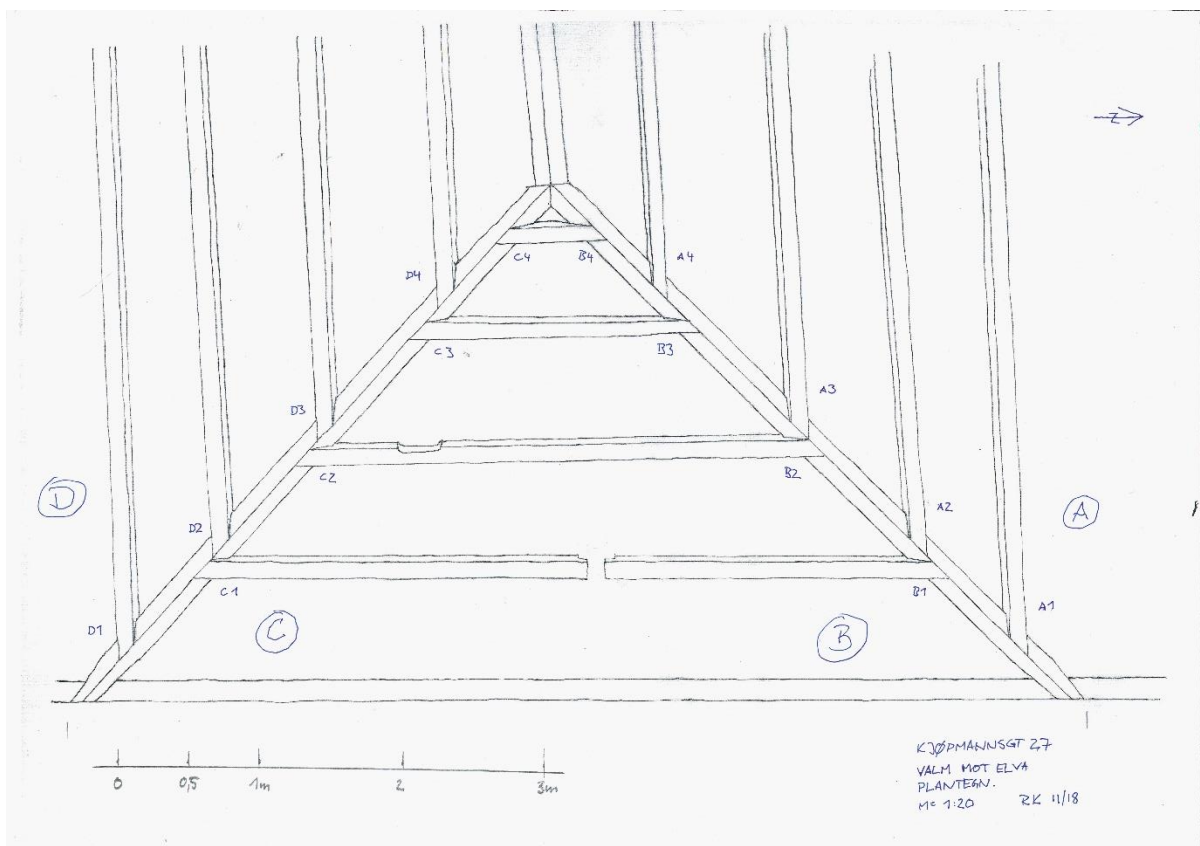 N
D4 C4 B4 A4
C3 B3
D3 A3
C2 B2
D D2 A2 A
C1 B1
D1 C B A1
0 0,5 1m 2 3m
KJØPMANNSGT 27
VALM MOT ELVA
PLANTEGN.
M= 1:20 RK 11/18